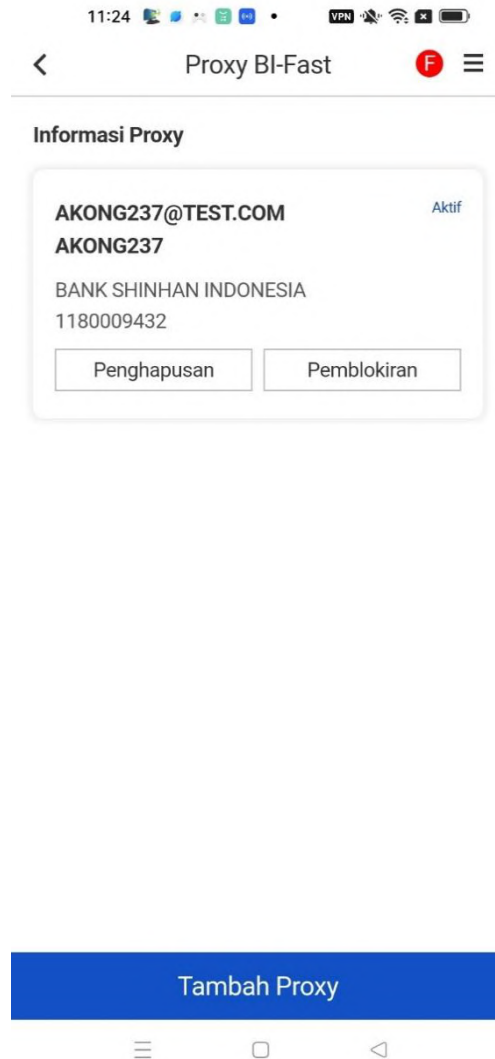 11:24
VPN
Proxy BI-Fast
F
Informasi Proxy
AKONG237@TEST.COM
Aktif
AKONG237
BANK SHINHAN INDONESIA
1180009432
Penghapusan
Pemblokiran
Tambah Proxy